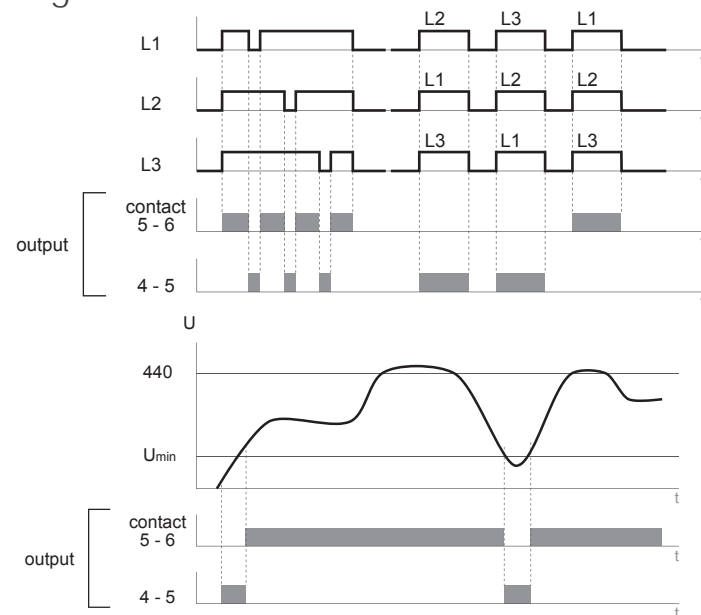 L2 L3 L1
L1
L1 L2 L2
L2
L3 L1 L3
L3
contact
5 - 6
output
4 - 5
U
440
Umin
t
contact
5 - 6
t
output
4 - 5
t